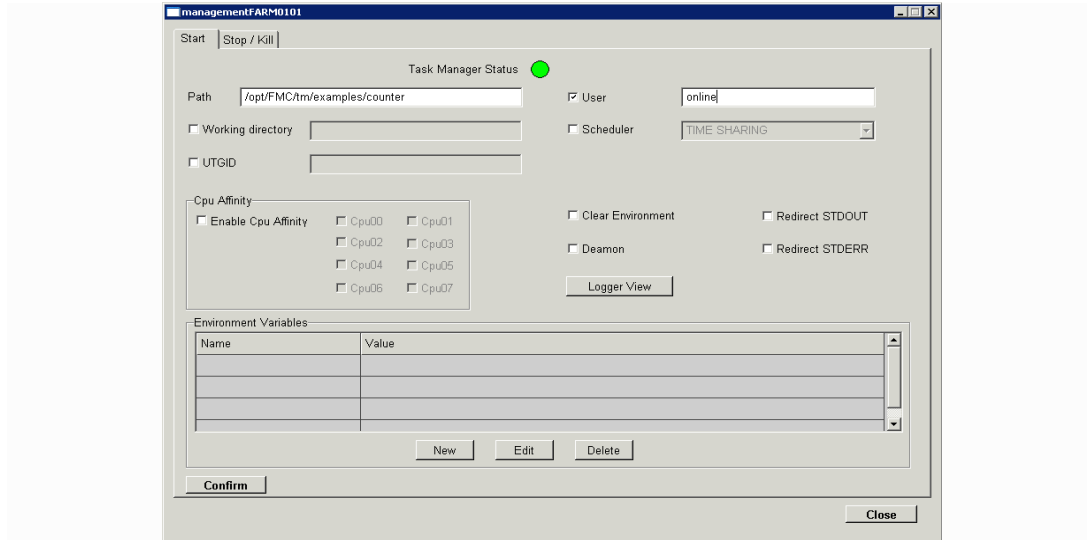 managementFARM0101
Start Stop / Kill
Task Manager Status
Path /opt/FMC/tm/examples/counter User online
Working directory Scheduler TIME SHARING
UTGID
Cpu Affinity
Enable Cpu Affinity Cpu00 Cpu01 Clear Environment Redirect STDOUT
Cpu02 Cpu03 Deamon Redirect STDERR
Cpu04 Cpu05
Cpu06 Cpu07 Logger View
Environment Variables
Name Value
New Edit Delete
Confirm
Close